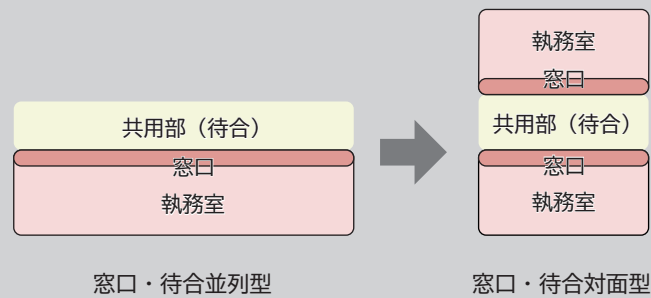 共用部（待合）
窓口
執務室
窓口・待合並列型
執務室
窓口
共用部（待合）
窓口
執務室
窓口・待合対面型